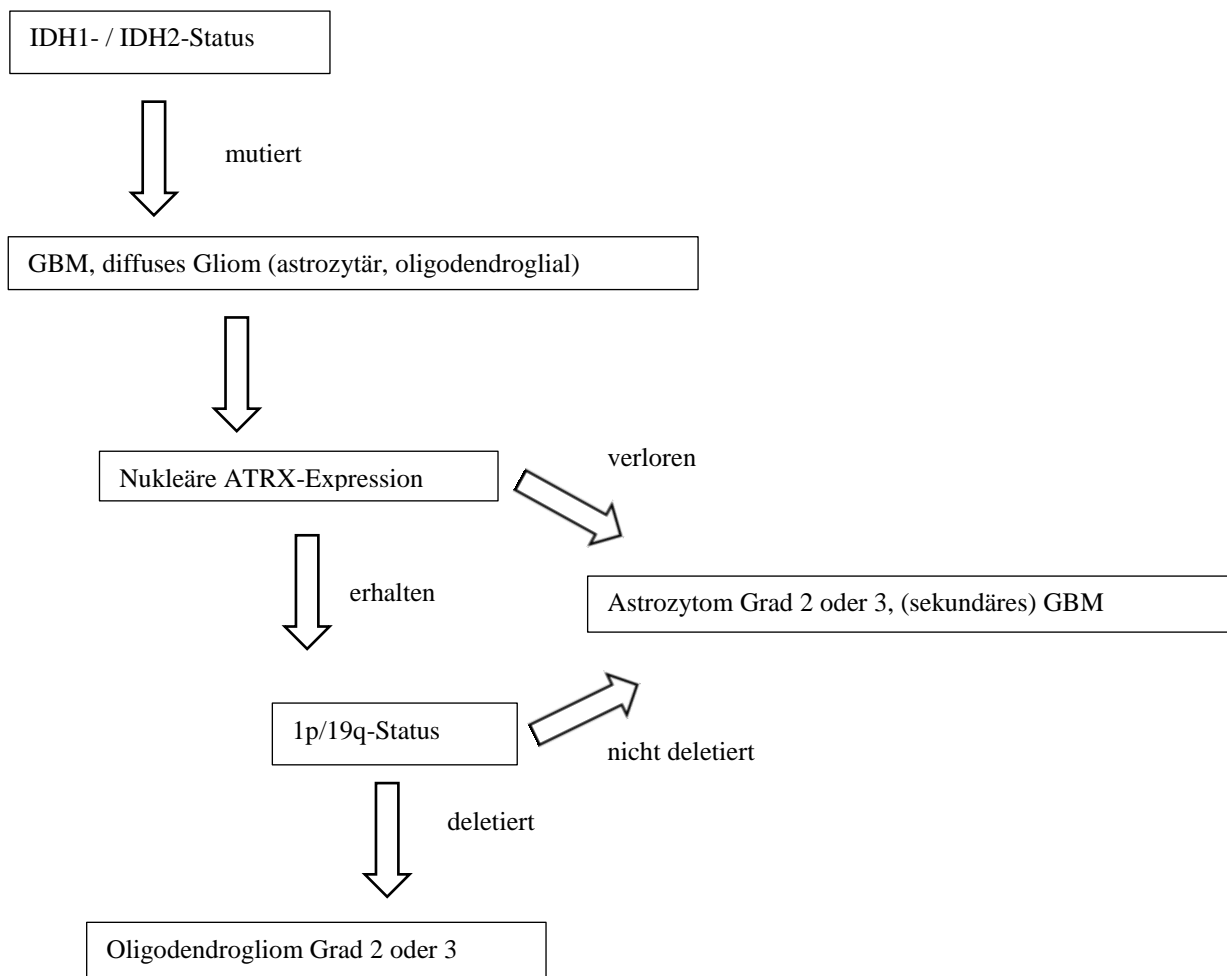 IDH1- / IDH2-Status
mutiert
GBM, diffuses Gliom (astrozytär, oligodendroglial)
verloren
Nukleäre ATRX-Expression
erhalten
Astrozytom Grad 2 oder 3, (sekundäres) GBM
1p/19q-Status
nicht deletiert
deletiert
Oligodendrogliom Grad 2 oder 3